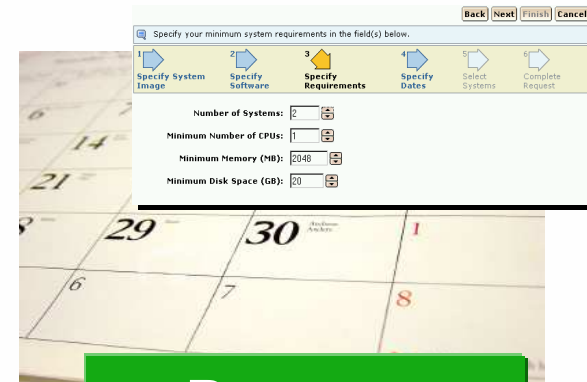 Back Next Finish Cancel
Specify your minimum system requirements in the field(s) below.
1 2 3 4 5 6
Specify System Image
Specify Software
Specify Requirements
Specify Dates
Select Systems
Complete Request
Number of Systems: 2
Minimum Number of CPUs: 1
Minimum Memory (MB): 2048
Minimum Disk Space (GB): 20
14
21
29
30
1
6
7
8